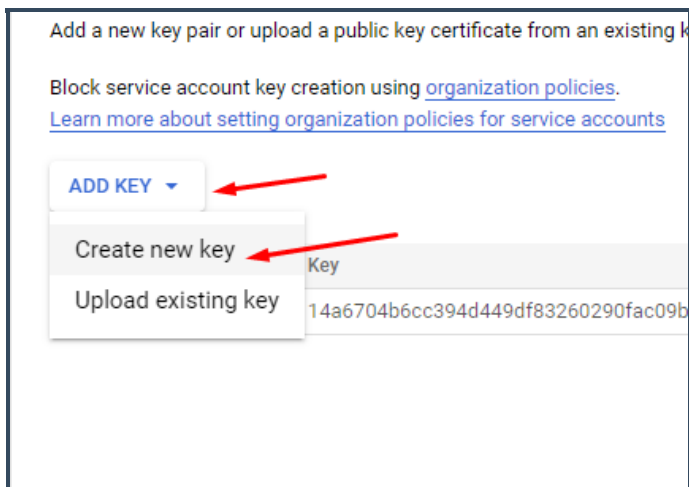 Add a new key pair or upload a public key certificate from an existing
Block service account key creation using organization policies.
Learn more about setting organization policies for service accounts
ADD KEY
Create new key
Key
Upload existing key
14a6704b6cc394d449df83260290fac09b